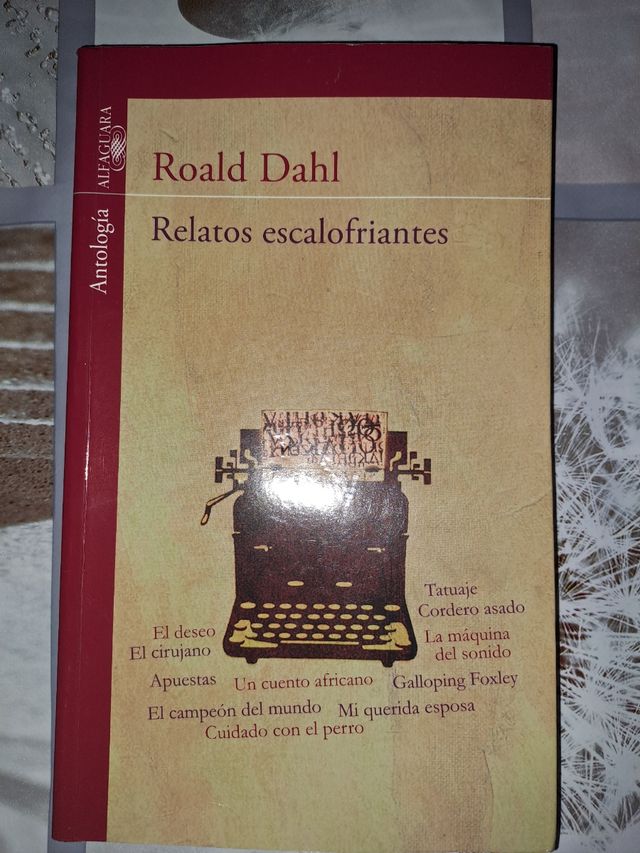 Antología ALFAGUARA
Roald Dahl
Relatos escalofriantes
Tatuaje
Cordero asado
El deseo
El cirujano
La máquina
del sonido
Apuestas
Un cuento africano
Galloping Foxley
El campeón del mundo
Mi querida esposa
Cuidado con el perro